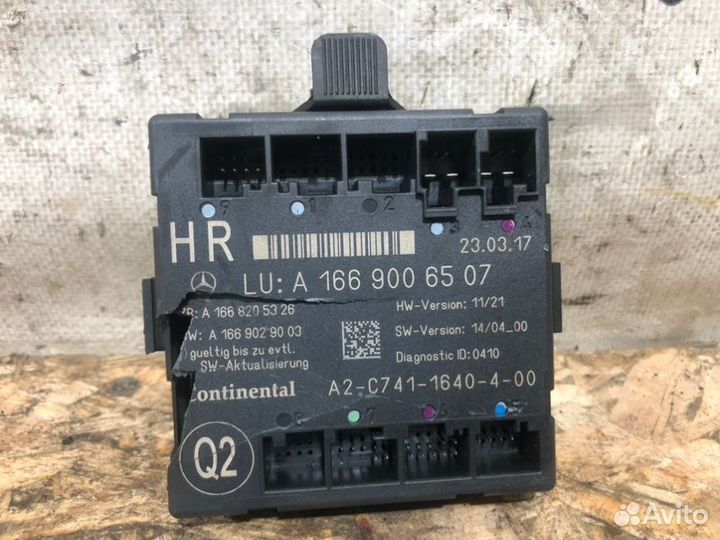 9 1 2 3 4
HR
23.03.17
LU: A 166 900 65 07
A 166 820 53 26
HW-Version: 11/21
A 166 902 90 03
SW-Version: 14/04_00
gueltig bis zu evtl.
SW-Aktualisierung
Diagnostic ID: 0410
Continental
A2-C741-1640-4-00
8 7 6 5
Q2
Avito